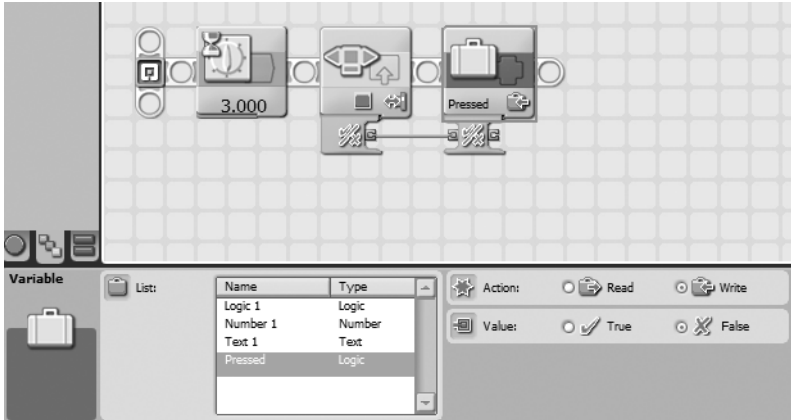 3.000
Pressed
Variable
List:
Name Type
Logic 1 Logic
Number 1 Number
Text 1 Text
Pressed Logic
Action: Read Write
Value: True False